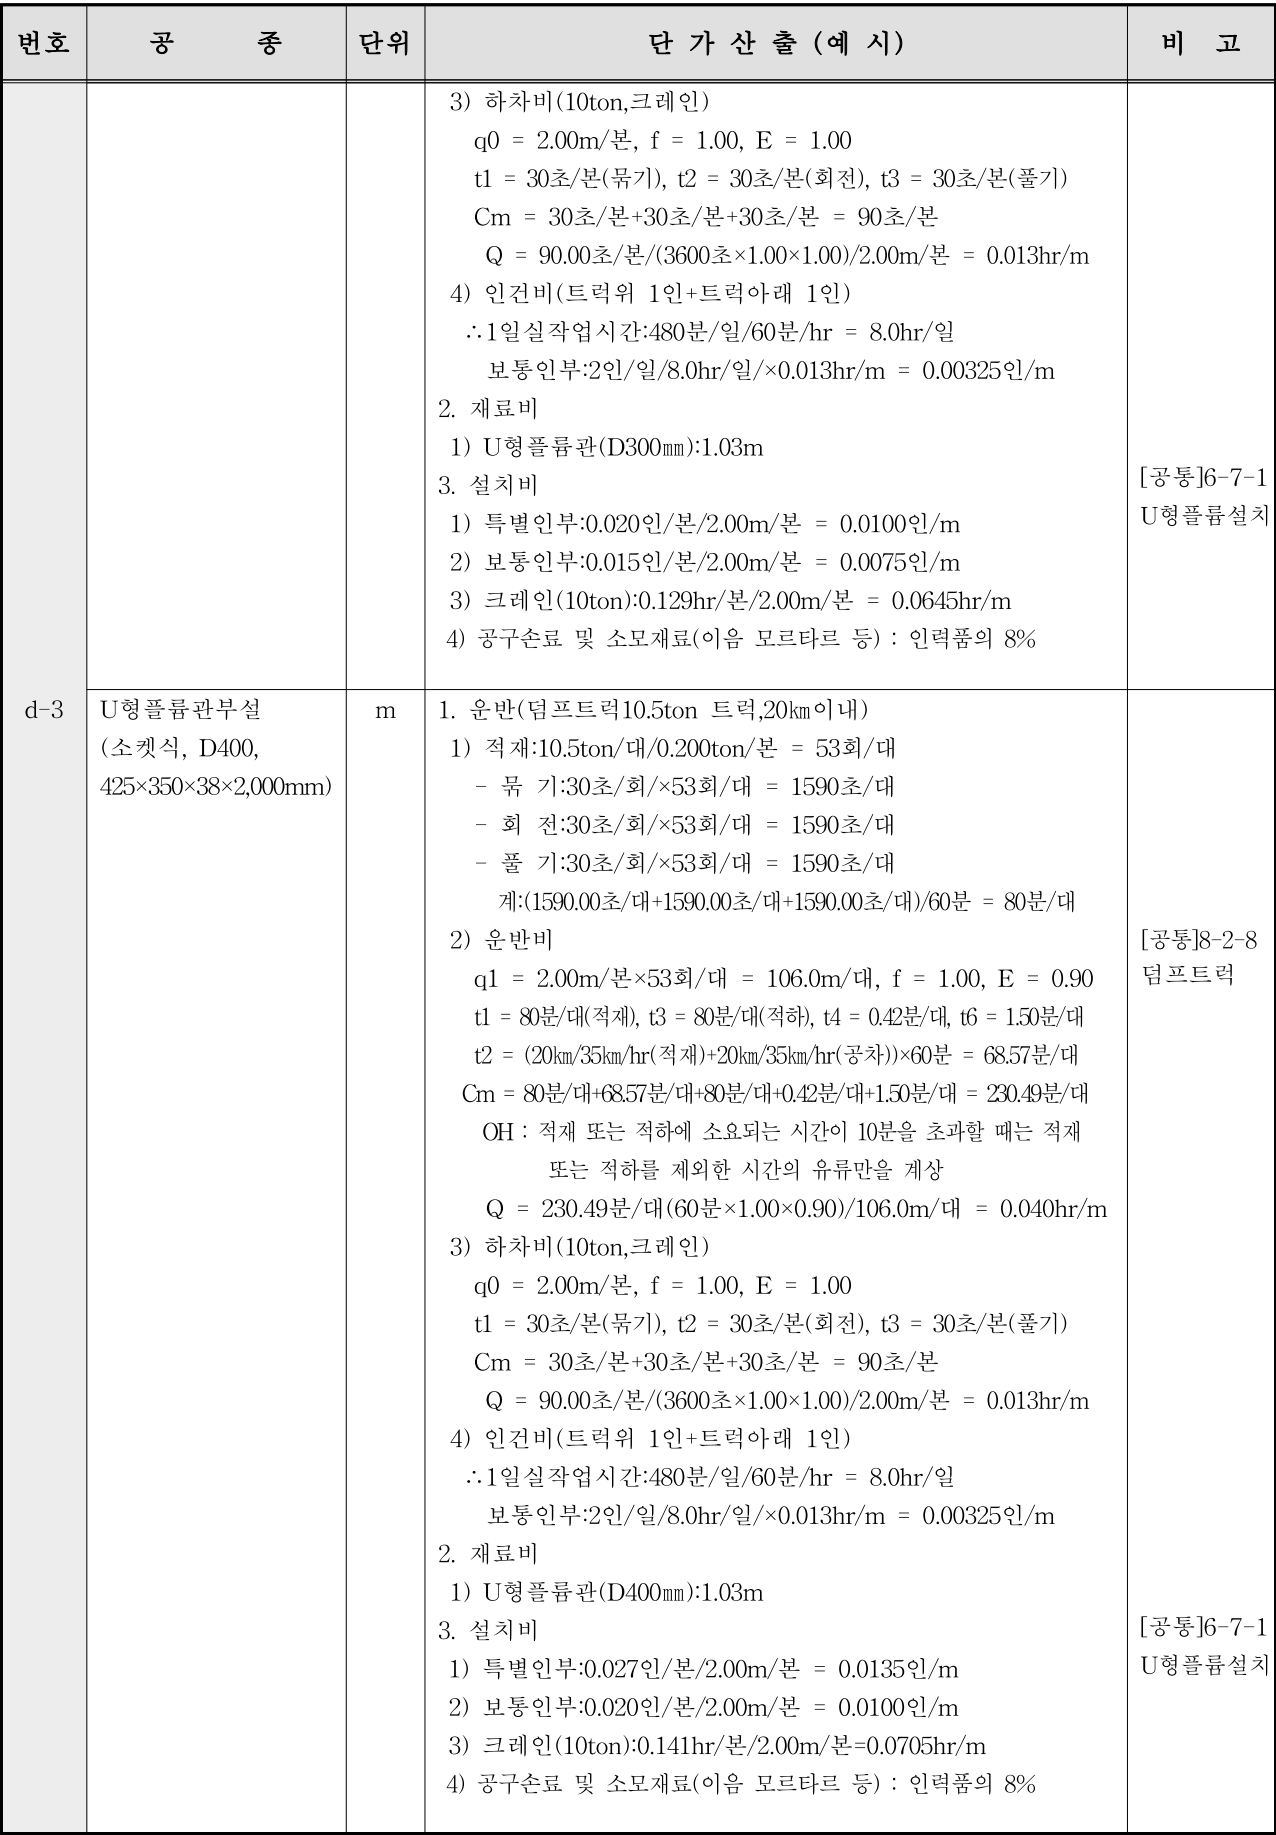 번호 공 종 단위 단 가 산 출 (예 시) 비 고
3) 하차비(10ton,크레인)
q0 = 2.00m/본, f = 1.00, E = 1.00
t1 = 30초/본(묶기), t2 = 30초/본(회전), t3 = 30초/본(풀기)
Cm = 30초/본+30초/본+30초/본 = 90초/본
Q = 90.00초/본/(3600초×1.00×1.00)/2.00m/본 = 0.013hr/m
4) 인건비(트럭위 1인+트럭아래 1인)
∴1일실작업시간:480분/일/60분/hr = 8.0hr/일
보통인부:2인/일/8.0hr/일/×0.013hr/m = 0.00325인/m
2. 재료비
1) U형플륨관(D300㎜):1.03m
3. 설치비
1) 특별인부:0.020인/본/2.00m/본 = 0.0100인/m
2) 보통인부:0.015인/본/2.00m/본 = 0.0075인/m
3) 크레인(10ton):0.129hr/본/2.00m/본 = 0.0645hr/m
4) 공구손료 및 소모재료(이음 모르타르 등) : 인력품의 8%
[공통]6-7-1
U형플륨설치
d-3 U형플륨관부설 m 1. 운반(덤프트럭10.5ton 트럭,20㎞이내)
(소켓식, D400, 1) 적재:10.5ton/대/0.200ton/본 = 53회/대
425×350×38×2,000mm) - 묶 기:30초/회/×53회/대 = 1590초/대
- 회 전:30초/회/×53회/대 = 1590초/대
- 풀 기:30초/회/×53회/대 = 1590초/대
계:(1590.00초/대+1590.00초/대+1590.00초/대)/60분 = 80분/대
2) 운반비 [공통]8-2-8
q1 = 2.00m/본×53회/대 = 106.0m/대, f = 1.00, E = 0.90 덤프트럭
t1 = 80분/대(적재), t3 = 80분/대(적하), t4 = 0.42분/대, t6 = 1.50분/대
t2 = (20㎞/35㎞/hr(적재)+20㎞/35㎞/hr(공차))×60분 = 68.57분/대
Cm = 80분/대+68.57분/대+80분/대+0.42분/대+1.50분/대 = 230.49분/대
OH : 적재 또는 적하에 소요되는 시간이 10분을 초과할 때는 적재
또는 적하를 제외한 시간의 유류만을 계상
Q = 230.49분/대(60분×1.00×0.90)/106.0m/대 = 0.040hr/m
3) 하차비(10ton,크레인)
q0 = 2.00m/본, f = 1.00, E = 1.00
t1 = 30초/본(묶기), t2 = 30초/본(회전), t3 = 30초/본(풀기)
Cm = 30초/본+30초/본+30초/본 = 90초/본
Q = 90.00초/본/(3600초×1.00×1.00)/2.00m/본 = 0.013hr/m
4) 인건비(트럭위 1인+트럭아래 1인)
∴1일실작업시간:480분/일/60분/hr = 8.0hr/일
보통인부:2인/일/8.0hr/일/×0.013hr/m = 0.00325인/m
2. 재료비
1) U형플륨관(D400㎜):1.03m
3. 설치비 [공통]6-7-1
1) 특별인부:0.027인/본/2.00m/본 = 0.0135인/m U형플륨설치
2) 보통인부:0.020인/본/2.00m/본 = 0.0100인/m
3) 크레인(10ton):0.141hr/본/2.00m/본=0.0705hr/m
4) 공구손료 및 소모재료(이음 모르타르 등) : 인력품의 8%